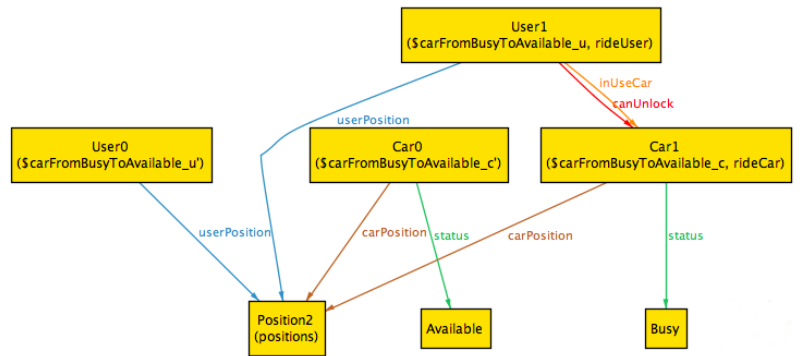 User1
($carFromBusyToAvailable_u, rideUser)
inUseCar
canUnlock
userPosition
User0
($carFromBusyToAvailable_u')
Car0
($carFromBusyToAvailable_c')
Car1
($carFromBusyToAvailable_c, rideCar)
userPosition
carPosition
status
carPosition
status
Position2
(positions)
Available
Busy